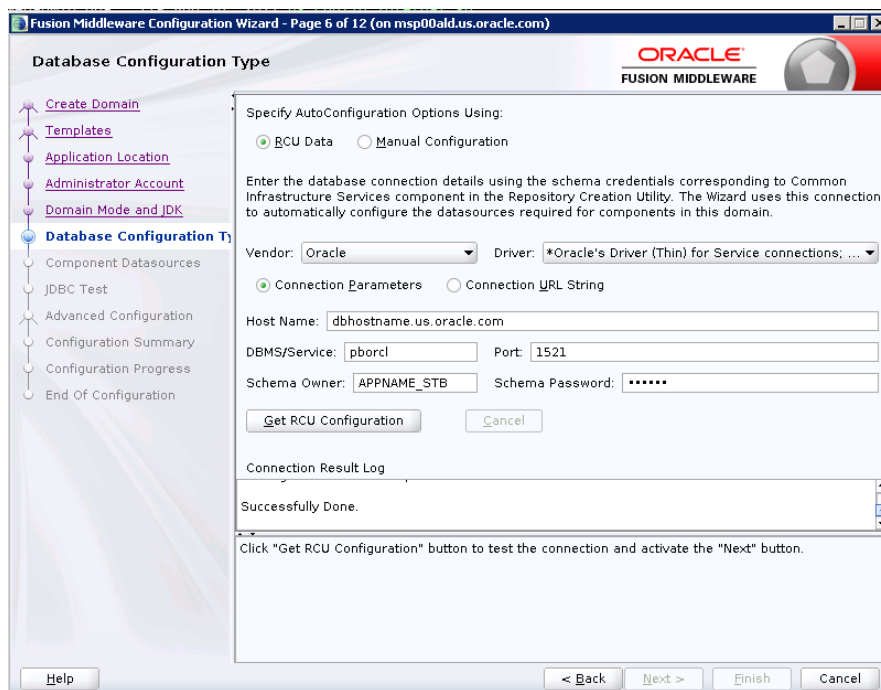 Fusion Middleware Configuration Wizard - Page 6 of 12 (on msp00ald.us.oracle.com)
Database Configuration Type
ORACLE
FUSION MIDDLEWARE
Create Domain
Templates
Application Location
Administrator Account
Domain Mode and JDK
Database Configuration Ty
Component Datasources
JDBC Test
Advanced Configuration
Configuration Summary
Configuration Progress
End Of Configuration
Specify AutoConfiguration Options Using:
RCU Data Manual Configuration
Enter the database connection details using the schema credentials corresponding to Common
Infrastructure Services component in the Repository Creation Utility. The Wizard uses this connection
to automatically configure the datasources required for components in this domain.
Vendor: Oracle Driver: *Oracle's Driver (Thin) for Service connections; ...
Connection Parameters Connection URL String
Host Name: dbhostname.us.oracle.com
DBMS/Service: pborcl Port: 1521
Schema Owner: APPNAME_STB Schema Password: ••••••
Get RCU Configuration Cancel
Connection Result Log
Successfully Done.
Click "Get RCU Configuration" button to test the connection and activate the "Next" button.
Help < Back Next > Finish Cancel